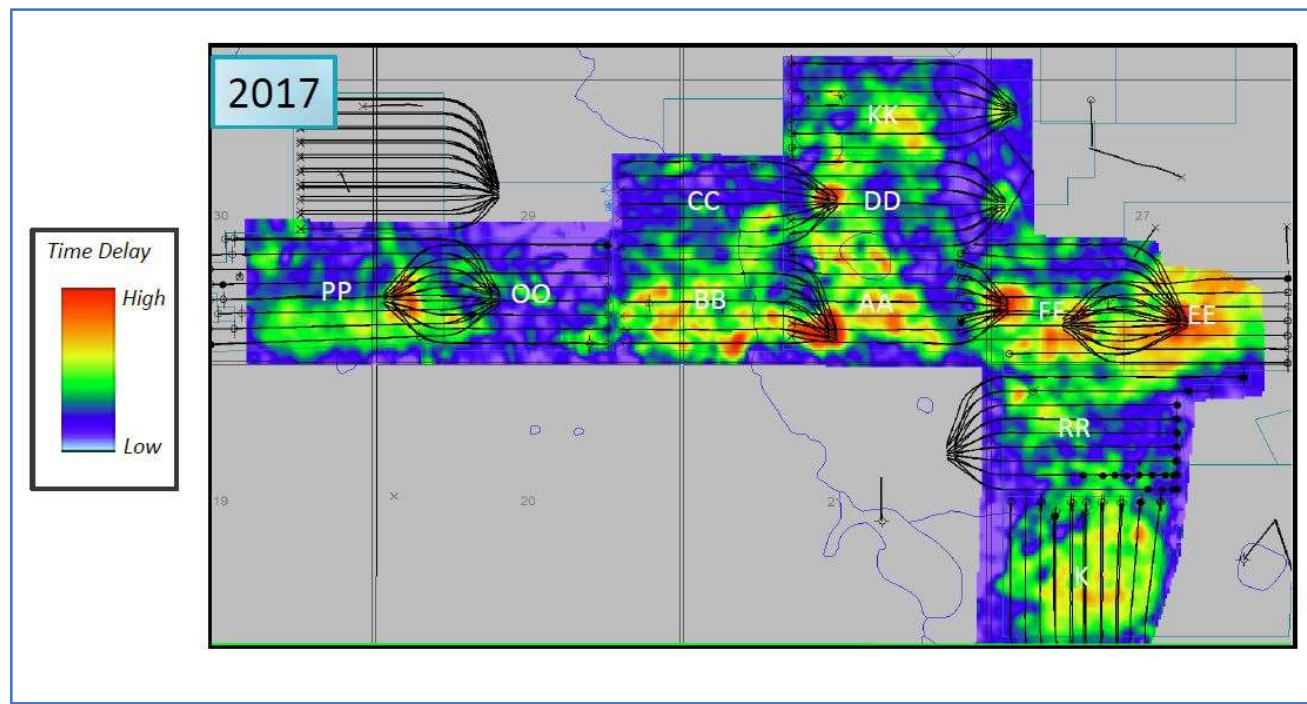 2017
Time Delay
High
Low
KK
CC
DD
30
29
27
PP
OO
BB
AA
FF
EE
RR
19
20
21
K